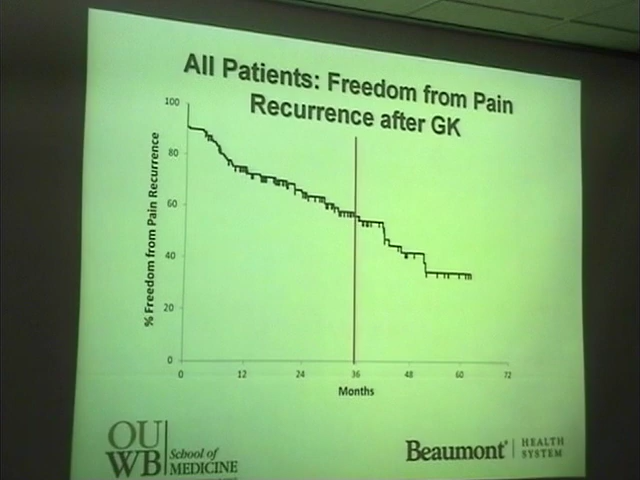 All Patients: Freedom from Pain
Recurrence after GK
% Freedom from Pain Recurrence
100
80
60
40
20
0
0 12 24 36 48 60 72
Months
OU
WB
School of
MEDICINE
Beaumont
HEALTH
SYSTEM